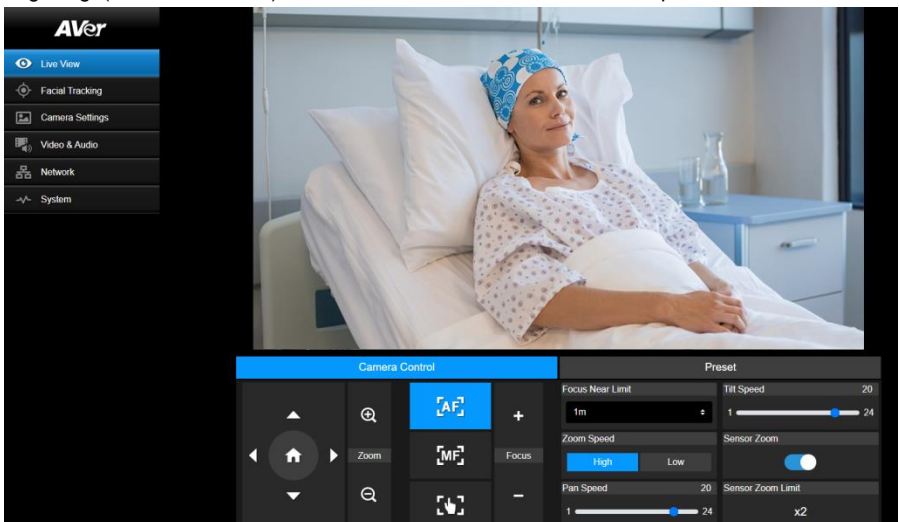 AVer
Live View
Facial Tracking
Camera Settings
Video & Audio
Network
System
Camera Control
Preset
Zoom
AF
MF
+
Focus
-
Focus Near Limit
1m
Tilt Speed 20
1 24
Zoom Speed
High Low
Sensor Zoom
Pan Speed 20
1 24
Sensor Zoom Limit
x2